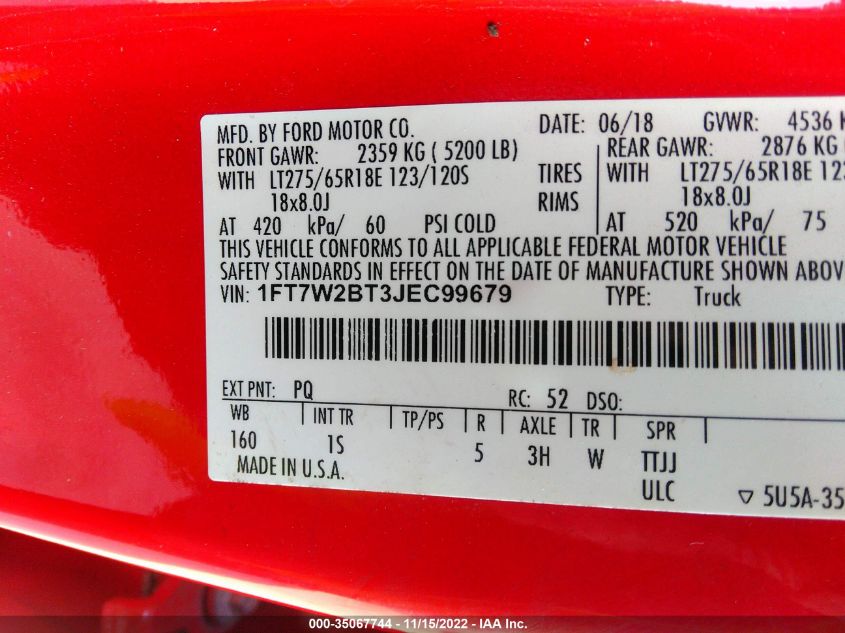 MFD. BY FORD MOTOR CO. DATE: 06/18 GVWR: 4536 K
FRONT GAWR: 2359 KG ( 5200 LB) REAR GAWR: 2876 KG (
WITH LT275/65R18E 123/120S TIRES WITH LT275/65R18E 123
18x8.0J RIMS 18x8.0J
AT 420 kPa/ 60 PSI COLD AT 520 kPa/ 75
THIS VEHICLE CONFORMS TO ALL APPLICABLE FEDERAL MOTOR VEHICLE
SAFETY STANDARDS IN EFFECT ON THE DATE OF MANUFACTURE SHOWN ABOV
VIN: 1FT7W2BT3JEC99679 TYPE: Truck
EXT PNT: PQ RC: 52 DSO:
WB INT TR TP/PS R AXLE TR SPR
160 1S 5 3H W TTJJ
MADE IN U.S.A. ULC ▽ 5U5A-35
000-35067744 - 11/15/2022 - IAA Inc.